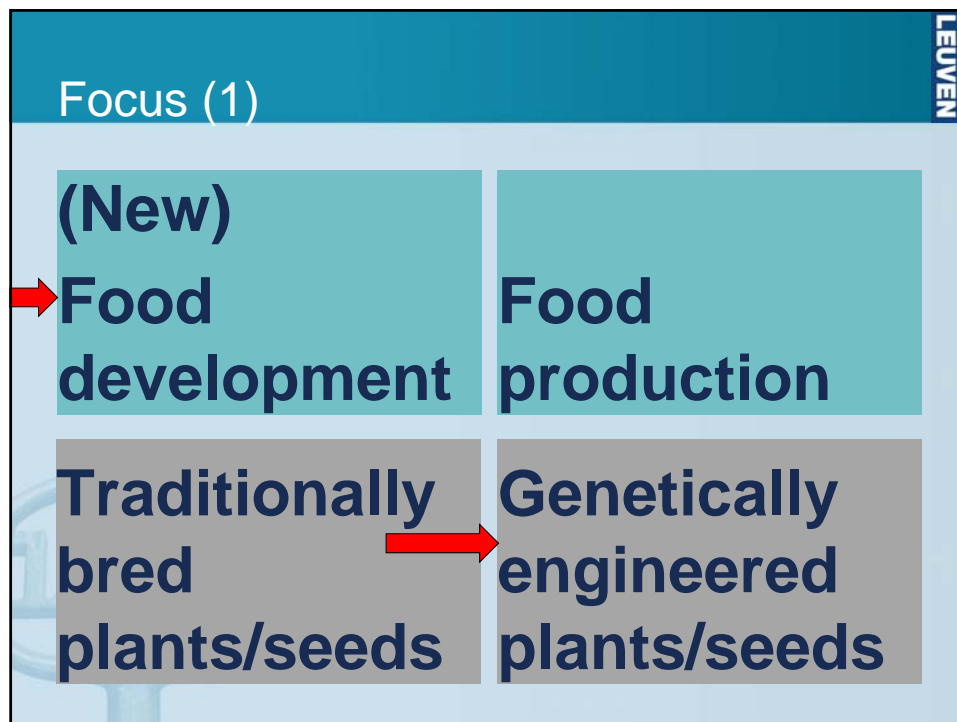 LEUVEN
Focus (1)
(New)
Food
development
Food
production
Traditionally
bred
plants/seeds
Genetically
engineered
plants/seeds